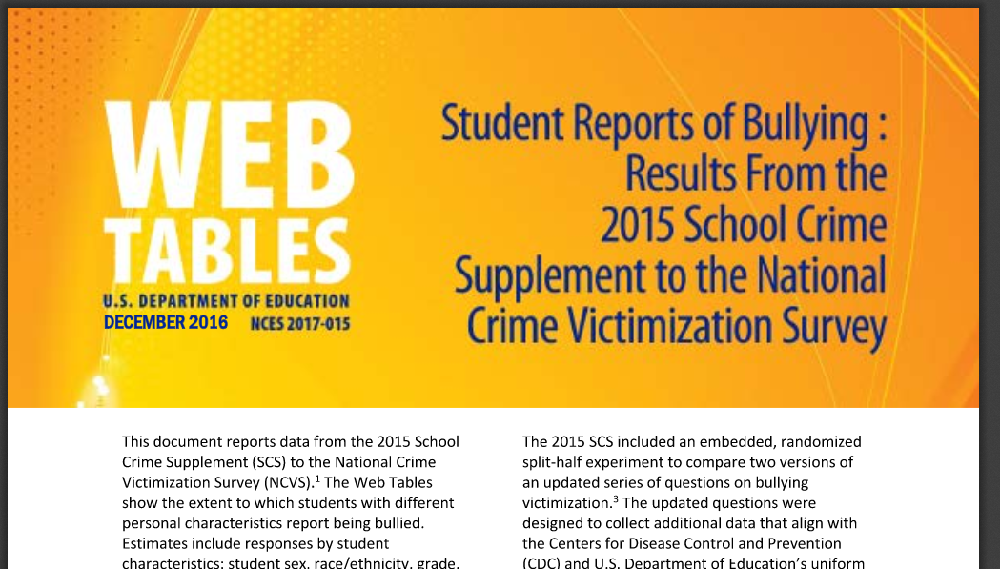 WEB
TABLES
U.S. DEPARTMENT OF EDUCATION
DECEMBER 2016 NCES 2017-015
Student Reports of Bullying :
Results From the
2015 School Crime
Supplement to the National
Crime Victimization Survey
This document reports data from the 2015 School
Crime Supplement (SCS) to the National Crime
Victimization Survey (NCVS).¹ The Web Tables
show the extent to which students with different
personal characteristics report being bullied.
Estimates include responses by student
characteristics: student sex, race/ethnicity, grade,
The 2015 SCS included an embedded, randomized
split-half experiment to compare two versions of
an updated series of questions on bullying
victimization.³ The updated questions were
designed to collect additional data that align with
the Centers for Disease Control and Prevention
(CDC) and U.S. Department of Education’s uniform